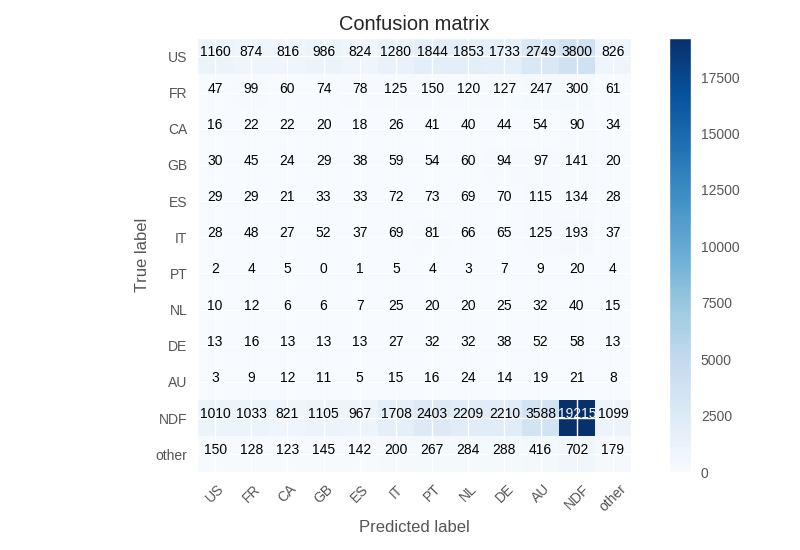 Confusion matrix
US 1160 874 816 986 824 1280 1844 1853 1733 2749 3800 826
FR 47 99 60 74 78 125 150 120 127 247 300 61
CA 16 22 22 20 18 26 41 40 44 54 90 34
GB 30 45 24 29 38 59 54 60 94 97 141 20
ES 29 29 21 33 33 72 73 69 70 115 134 28
IT 28 48 27 52 37 69 81 66 65 125 193 37
PT 2 4 5 0 1 5 4 3 7 9 20 4
NL 10 12 6 6 7 25 20 20 25 32 40 15
DE 13 16 13 13 13 27 32 32 38 52 58 13
AU 3 9 12 11 5 15 16 24 14 19 21 8
NDF 1010 1033 821 1105 967 1708 2403 2209 2210 3588 19215 1099
other 150 128 123 145 142 200 267 284 288 416 702 179
US FR CA GB ES IT PT NL DE AU NDF other
True label
Predicted label
17500
15000
12500
10000
7500
5000
2500
0